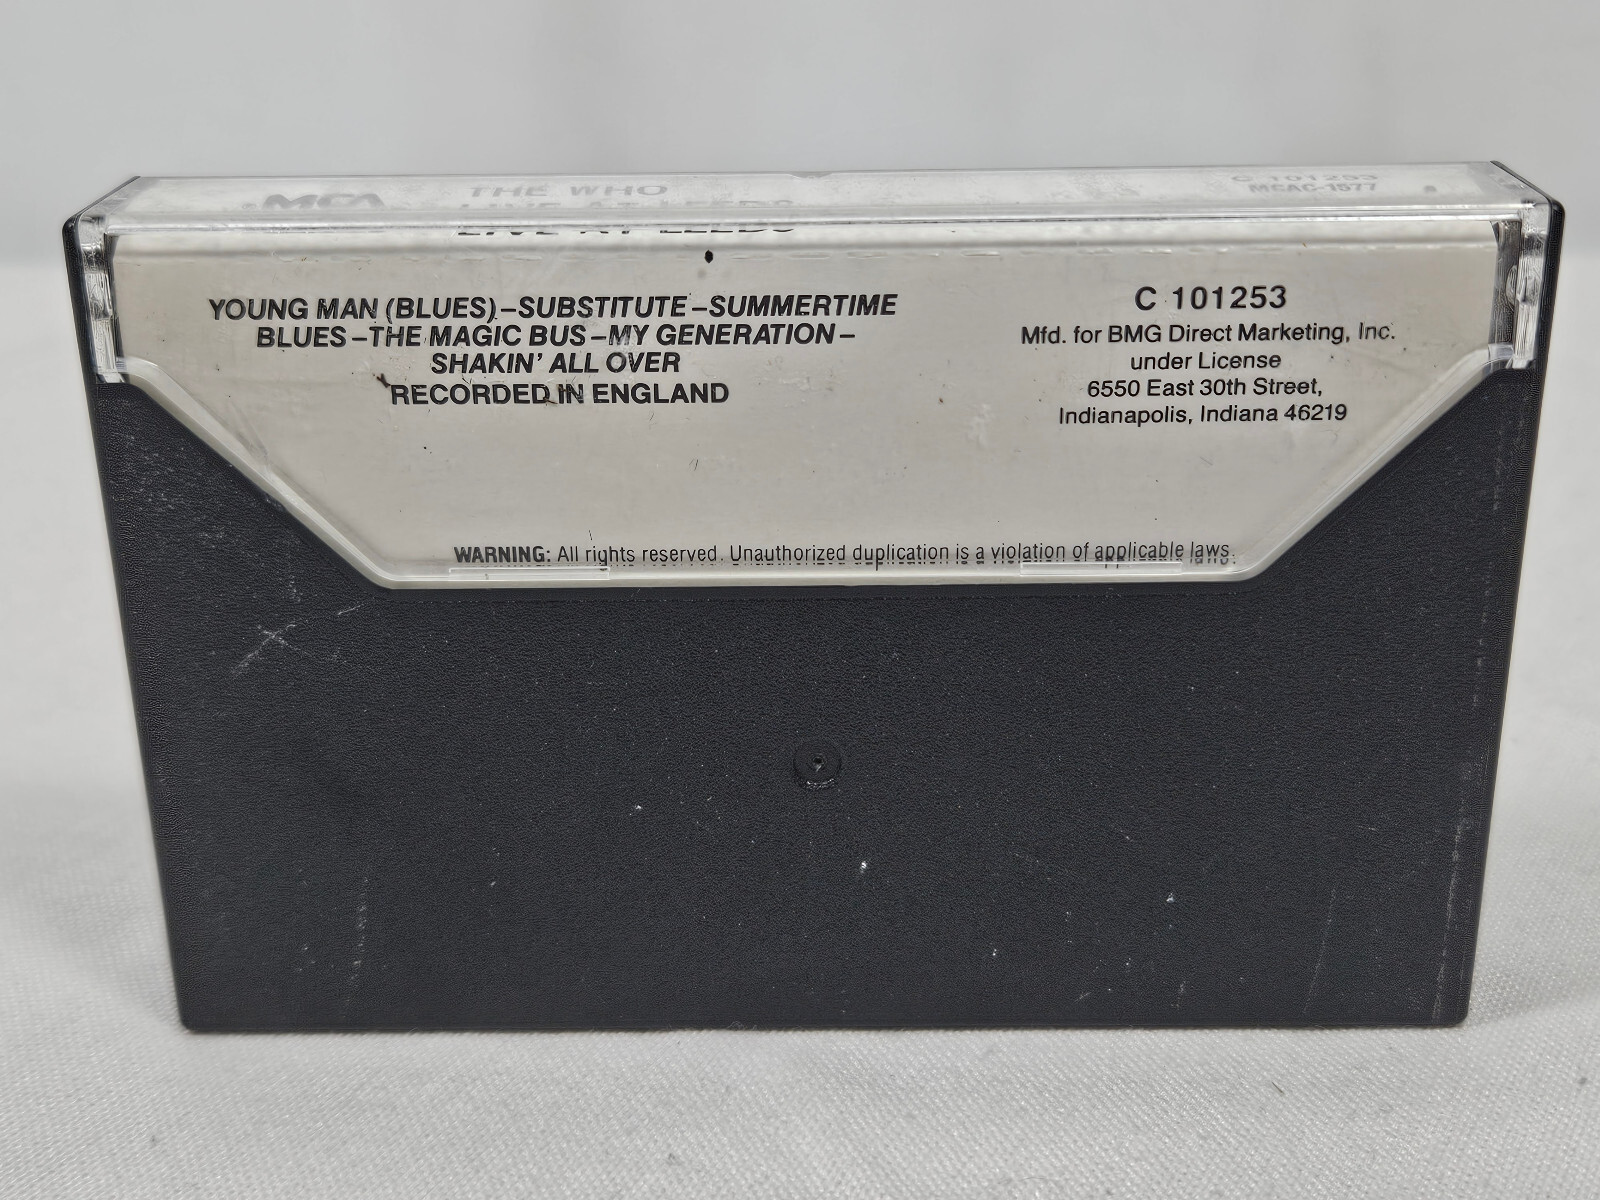 MCA
THE WHO
LIVE AT LEEDS
C 101253
MCAC-1577
YOUNG MAN (BLUES)–SUBSTITUTE–SUMMERTIME
BLUES–THE MAGIC BUS–MY GENERATION–
SHAKIN' ALL OVER
RECORDED IN ENGLAND
C 101253
Mfd. for BMG Direct Marketing, Inc.
under License
6550 East 30th Street,
Indianapolis, Indiana 46219
WARNING: All rights reserved. Unauthorized duplication is a violation of applicable laws.